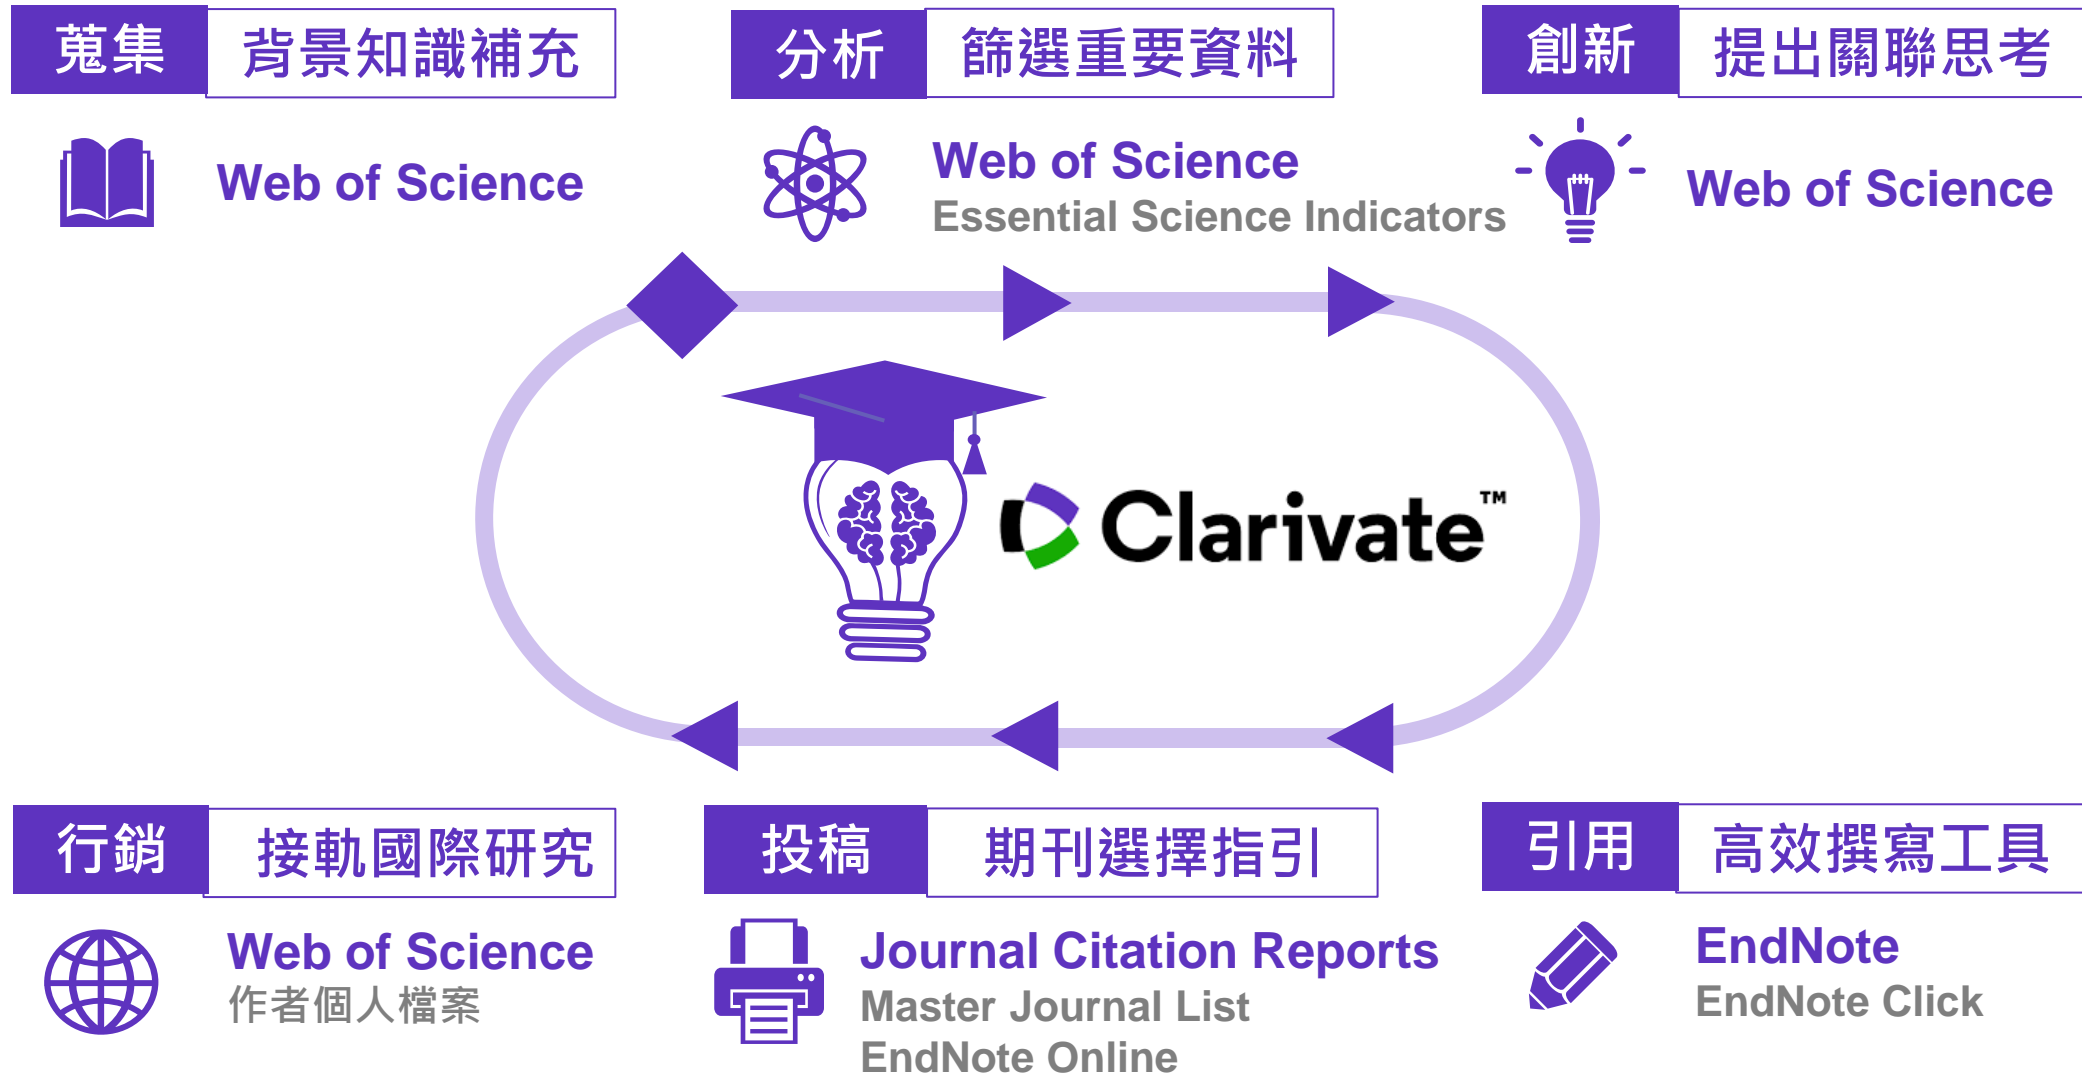 蒐集 背景知識補充
Web of Science
分析 篩選重要資料
Web of Science
Essential Science Indicators
創新 提出關聯思考
Web of Science
Clarivate™
行銷 接軌國際研究
Web of Science
作者個人檔案
投稿 期刊選擇指引
Journal Citation Reports
Master Journal List
EndNote Online
引用 高效撰寫工具
EndNote
EndNote Click